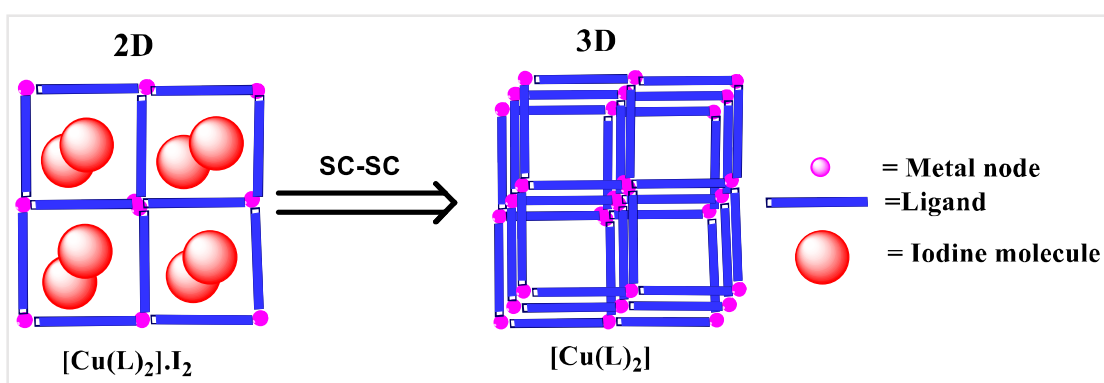 2D
3D
SC-SC
= Metal node
=Ligand
= Iodine molecule
[Cu(L)₂].I₂
[Cu(L)₂]